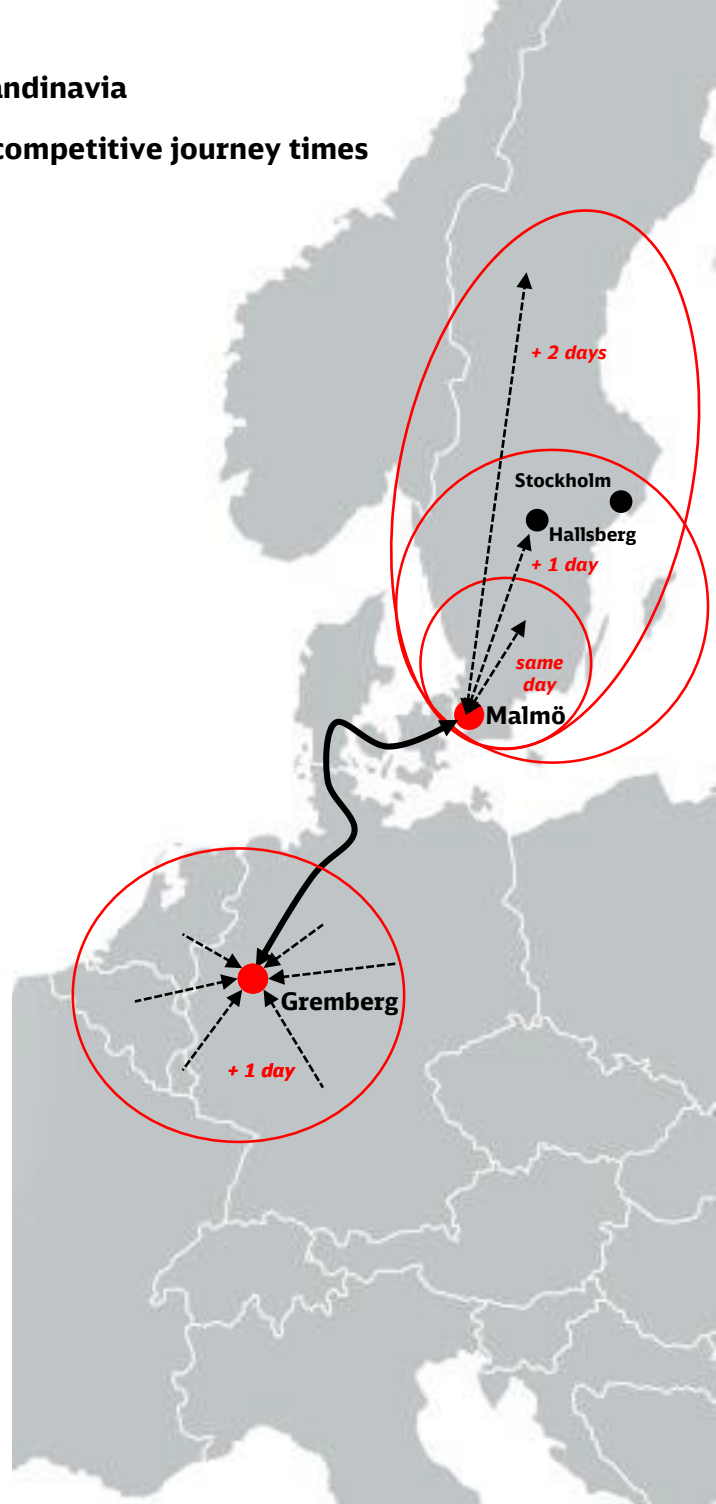 andinavia
competitive journey times
+ 2 days
Stockholm
Hallsberg
+ 1 day
same
day
Malmö
Gremberg
+ 1 day